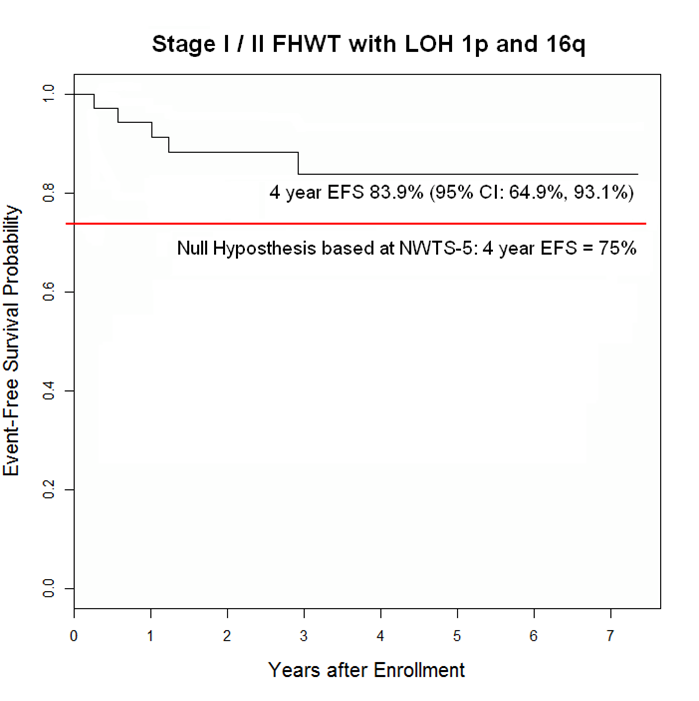 Stage I / II FHWT with LOH 1p and 16q
1.0
0.8
0.6
0.4
0.2
0.0
Event-Free Survival Probability
4 year EFS 83.9% (95% CI: 64.9%, 93.1%)
Null Hyposthesis based at NWTS-5: 4 year EFS = 75%
0 1 2 3 4 5 6 7
Years after Enrollment